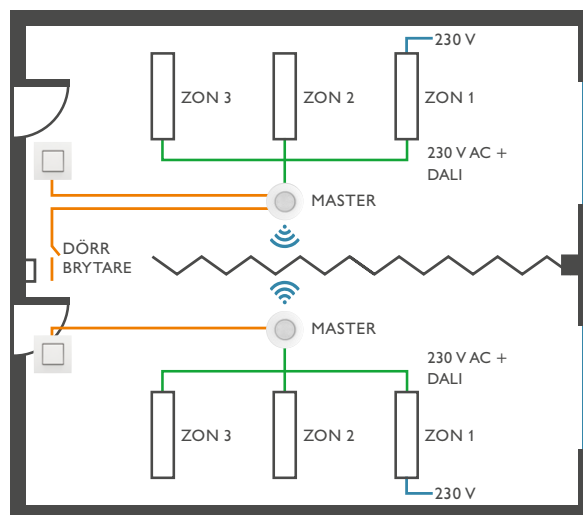 230 V
ZON 3
ZON 2
ZON 1
230 V AC +
DALI
MASTER
DÖRR
BRYTARE
MASTER
230 V AC +
DALI
ZON 3
ZON 2
ZON 1
230 V